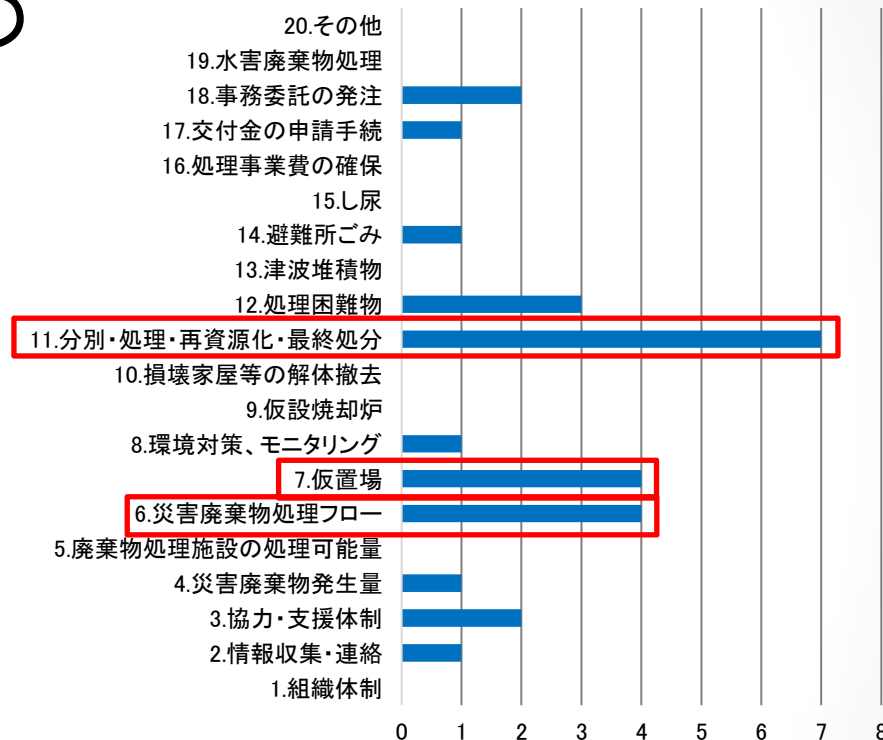 20.その他
19.水害廃棄物処理
18.事務委託の発注
17.交付金の申請手続
16.処理事業費の確保
15.し尿
14.避難所ごみ
13.津波堆積物
12.処理困難物
11.分別・処理・再資源化・最終処分
10.損壊家屋等の解体撤去
9.仮設焼却炉
8.環境対策、モニタリング
7.仮置場
6.災害廃棄物処理フロー
5.廃棄物処理施設の処理可能量
4.災害廃棄物発生量
3.協力・支援体制
2.情報収集・連絡
1.組織体制
0 1 2 3 4 5 6 7 8